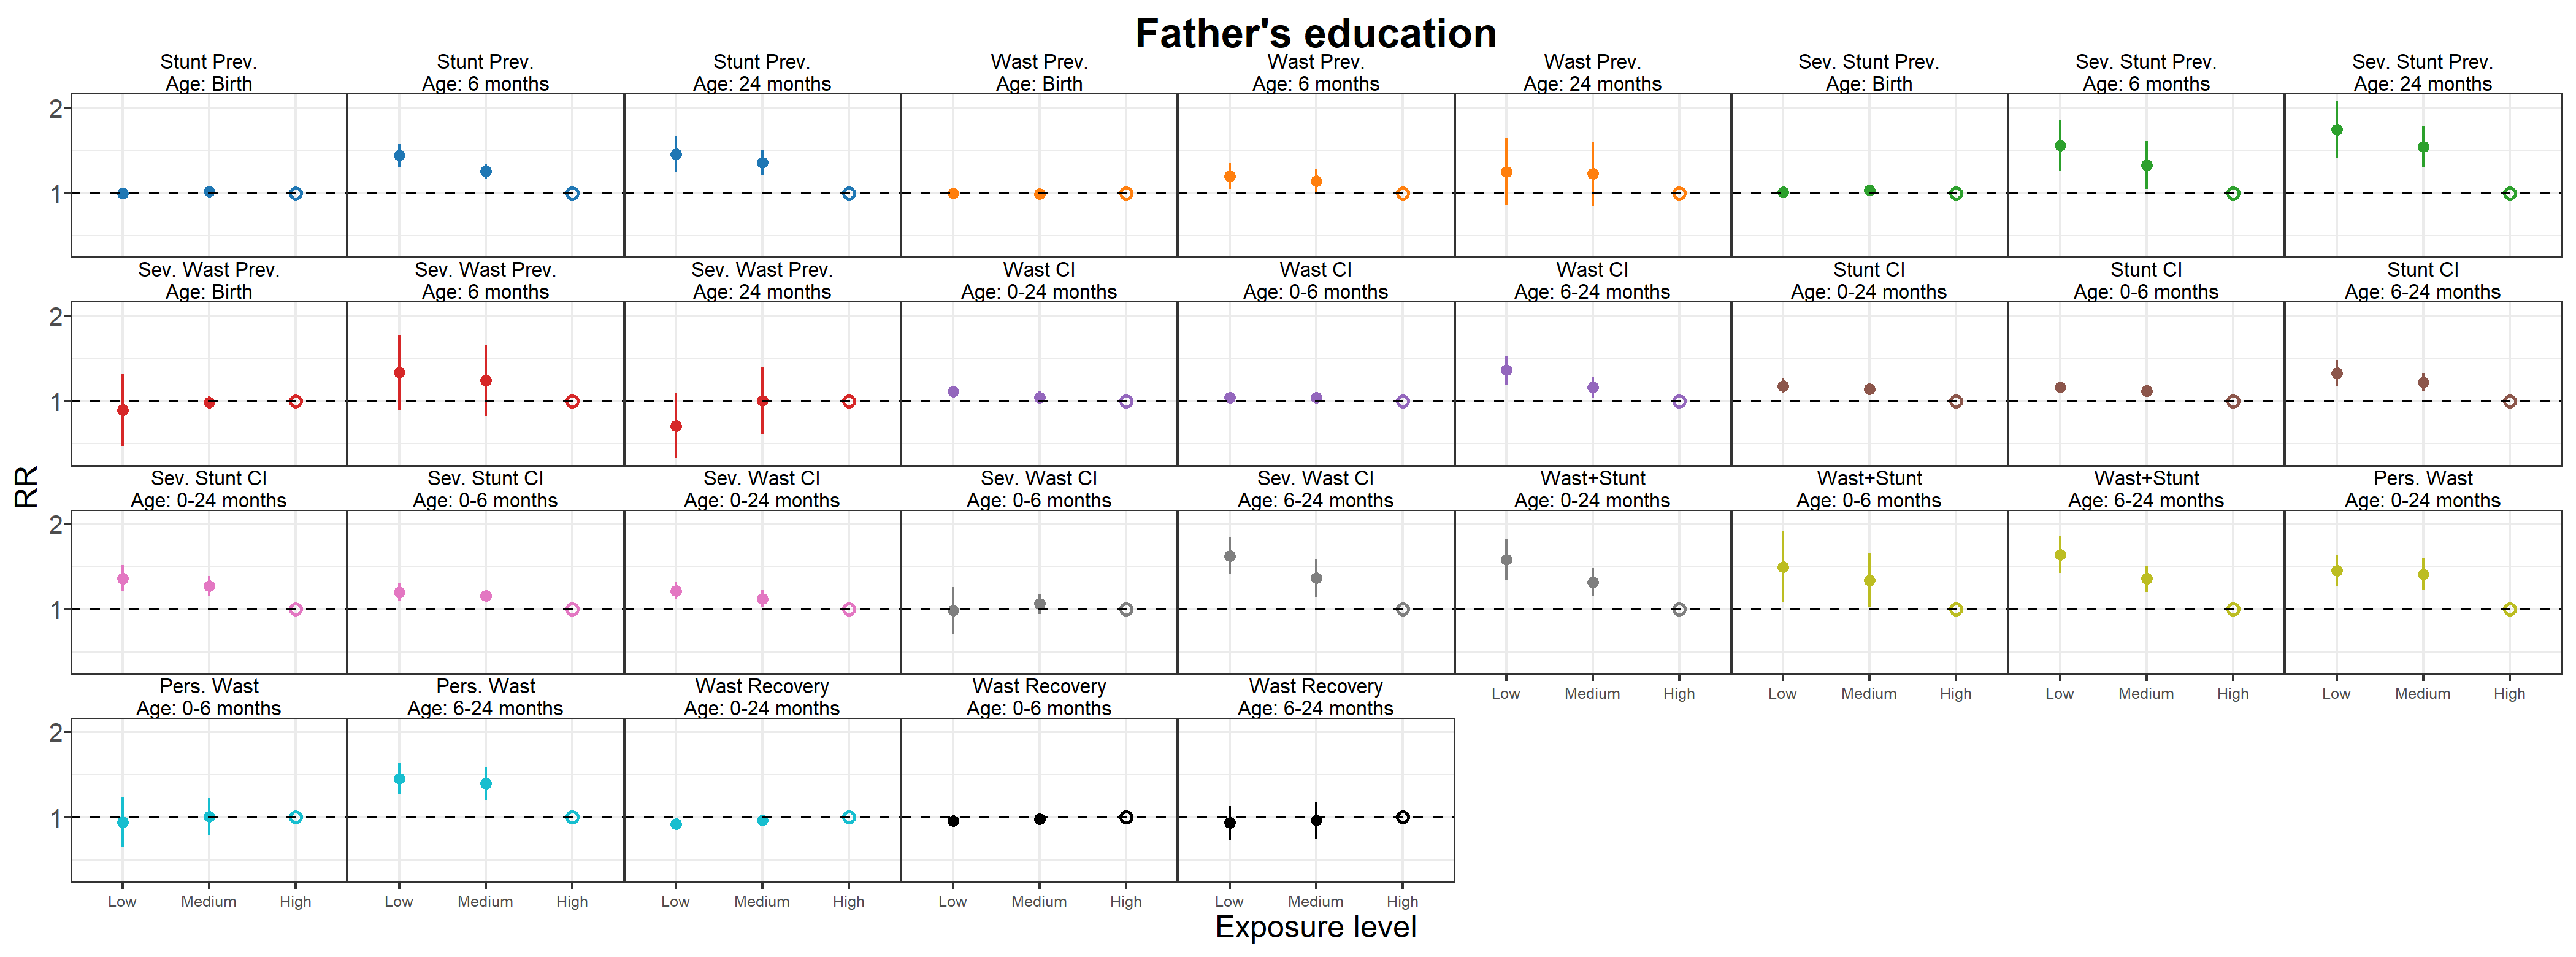 Father's education
Stunt Prev. Stunt Prev. Stunt Prev. Wast Prev. Wast Prev. Wast Prev. Sev. Stunt Prev. Sev. Stunt Prev. Sev. Stunt Prev.
Age: Birth Age: 6 months Age: 24 months Age: Birth Age: 6 months Age: 24 months Age: Birth Age: 6 months Age: 24 months
2
1
Sev. Wast Prev. Sev. Wast Prev. Sev. Wast Prev. Wast CI Wast CI Wast CI Stunt CI Stunt CI Stunt CI
Age: Birth Age: 6 months Age: 24 months Age: 0-24 months Age: 0-6 months Age: 6-24 months Age: 0-24 months Age: 0-6 months Age: 6-24 months
2
1
RR
Sev. Stunt CI Sev. Stunt CI Sev. Wast CI Sev. Wast CI Sev. Wast CI Wast+Stunt Wast+Stunt Wast+Stunt Pers. Wast
Age: 0-24 months Age: 0-6 months Age: 0-24 months Age: 0-6 months Age: 6-24 months Age: 0-24 months Age: 0-6 months Age: 6-24 months Age: 0-24 months
2
1
Low Medium High Low Medium High Low Medium High Low Medium High
Pers. Wast Pers. Wast Wast Recovery Wast Recovery Wast Recovery
Age: 0-6 months Age: 6-24 months Age: 0-24 months Age: 0-6 months Age: 6-24 months
2
1
Low Medium High Low Medium High Low Medium High Low Medium High Low Medium High
Exposure level